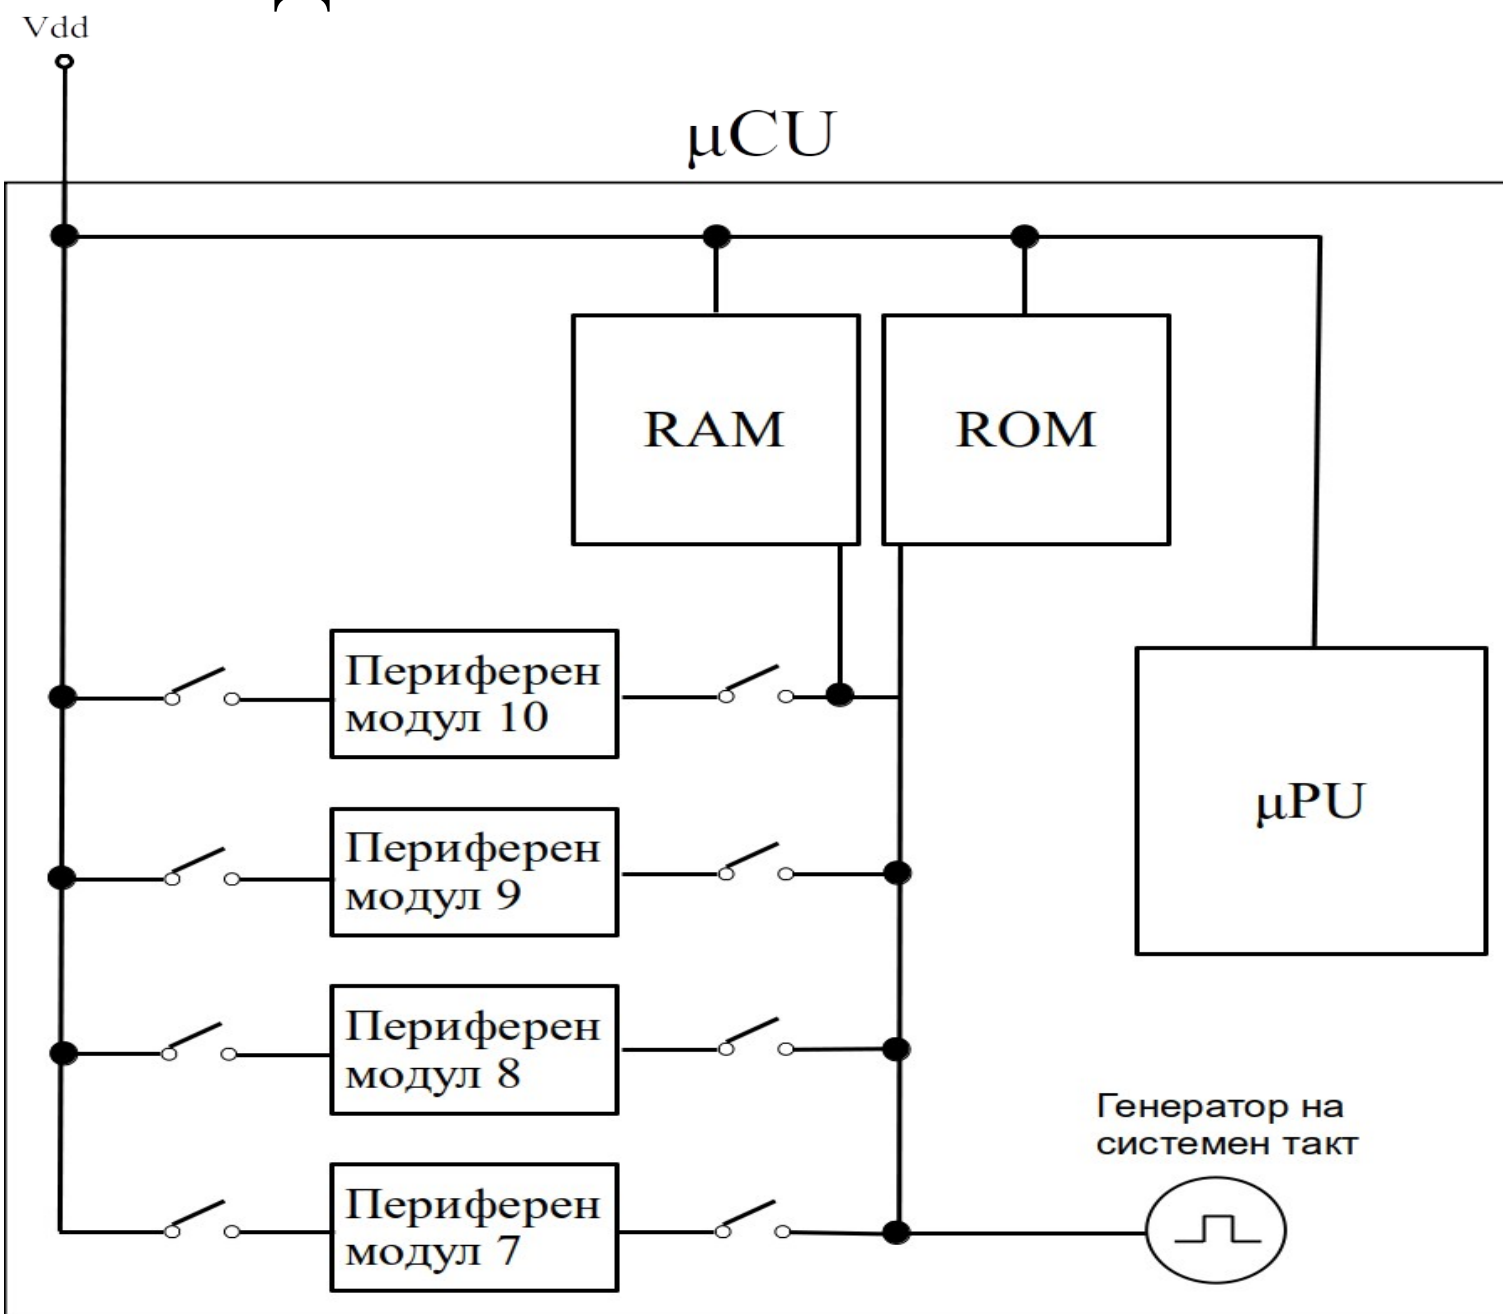 Vdd
μCU
RAM
ROM
Периферен
модул 10
μPU
Периферен
модул 9
Периферен
модул 8
Генератор на
системен такт
Периферен
модул 7